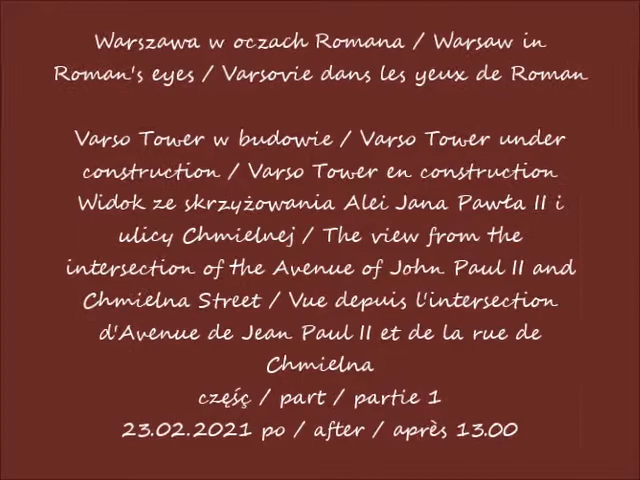 Warszawa w oczach Romana / Warsaw in
Roman's eyes / Varsovie dans les yeux de Roman
Varso Tower w budowie / Varso Tower under
construction / Varso Tower en construction
Widok ze skrzyżowania Alei Jana Pawła II i
ulicy Chmielnej / The view from the
intersection of the Avenue of John Paul II and
Chmielna Street / Vue depuis l'intersection
d'Avenue de Jean Paul II et de la rue de
Chmielna
częśç / part / partie 1
23.02.2021 po / after / après 13.00